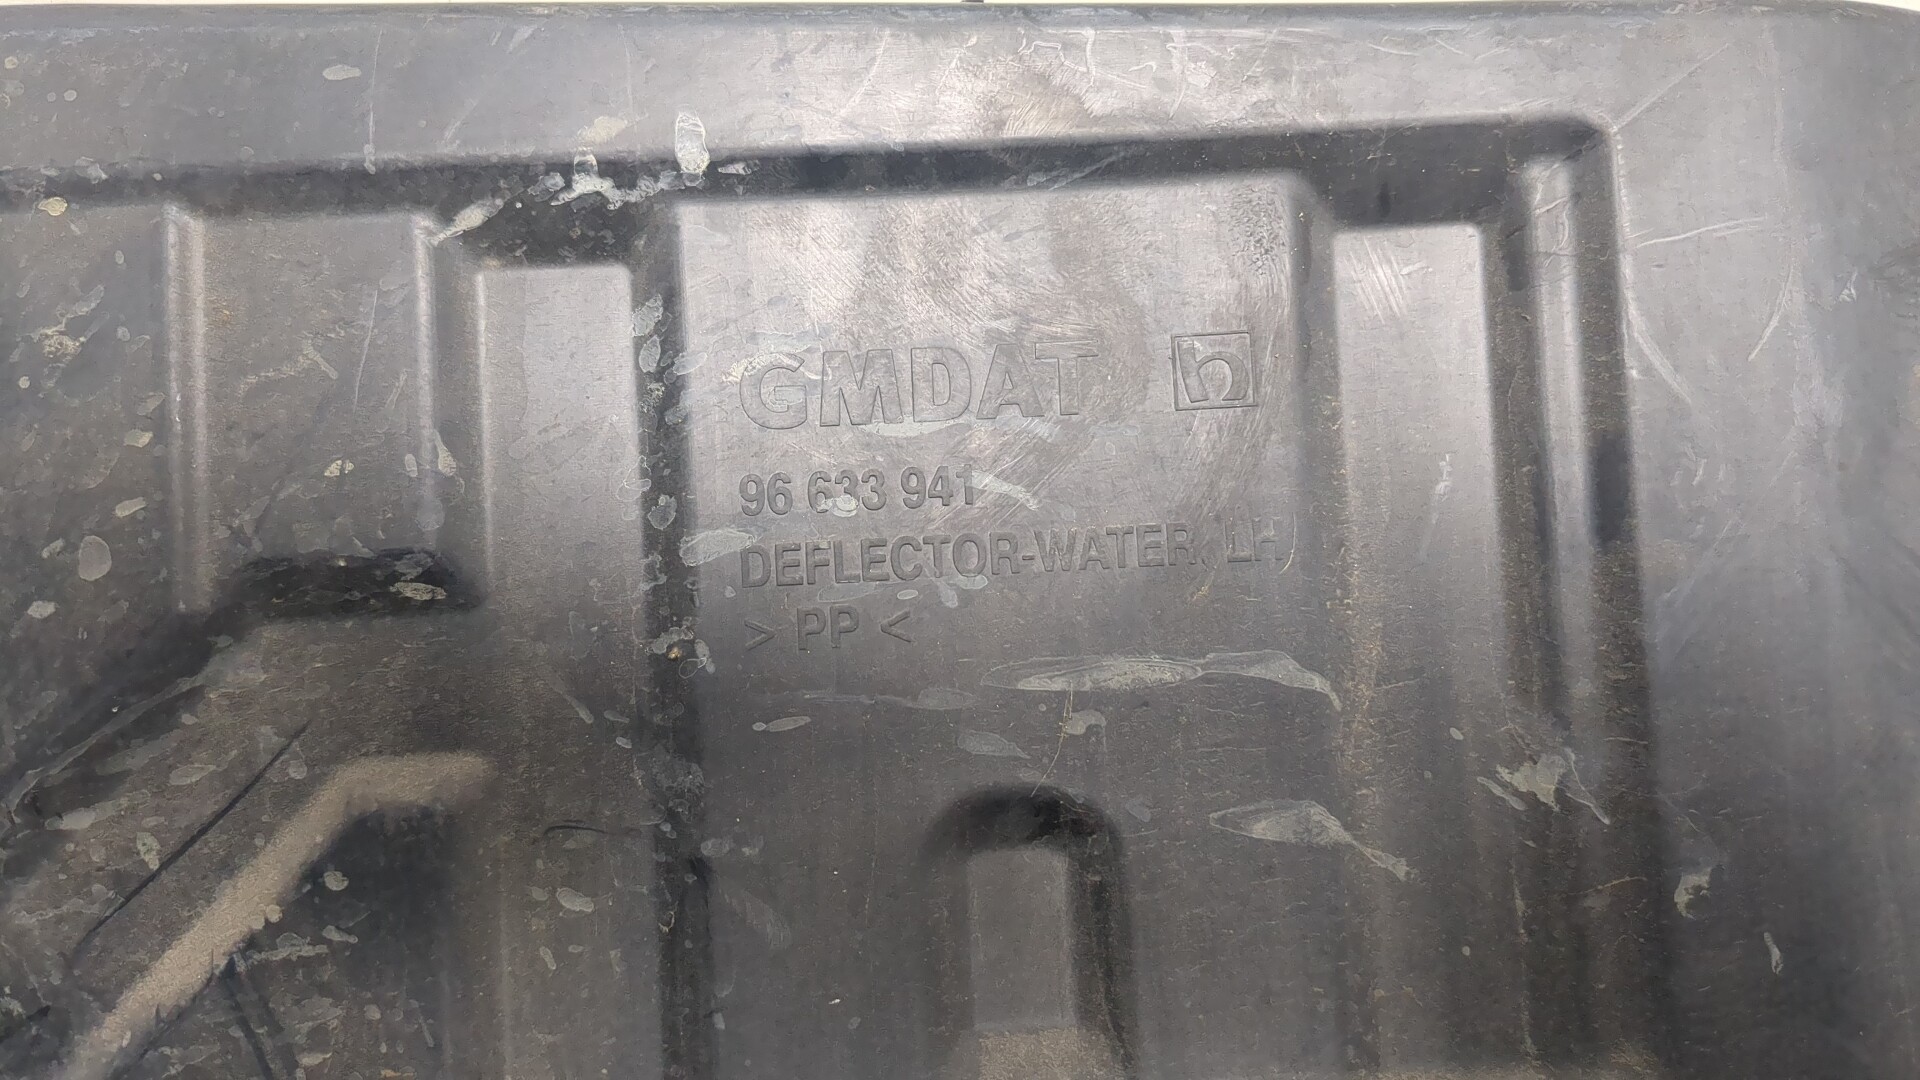 GMDAT h
96 633 941
DEFLECTOR-WATER, LH
> PP <